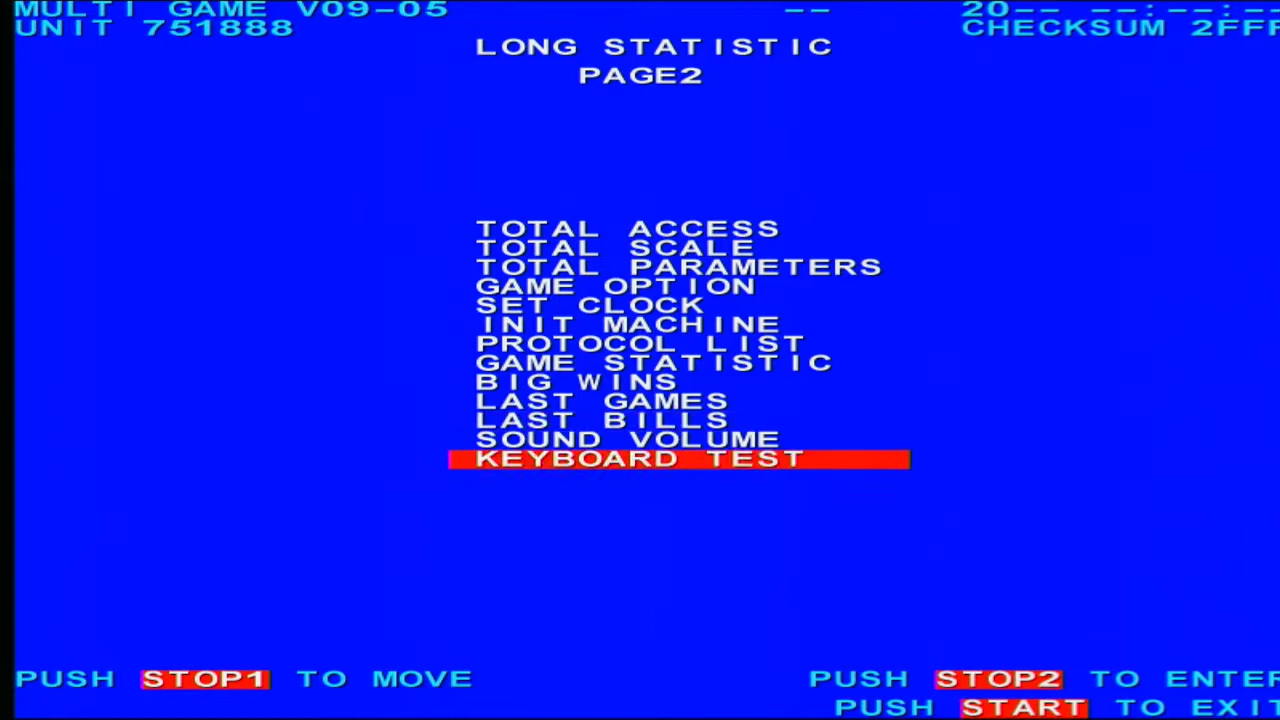 MULTI GAME V09-05 -- 20-- --:--:--
UNIT 751888 CHECKSUM 2FFF
LONG STATISTIC
PAGE2
TOTAL ACCESS
TOTAL SCALE
TOTAL PARAMETERS
GAME OPTION
SET CLOCK
INIT MACHINE
PROTOCOL LIST
GAME STATISTIC
BIG WINS
LAST GAMES
LAST BILLS
SOUND VOLUME
KEYBOARD TEST
PUSH STOP1 TO MOVE PUSH STOP2 TO ENTER
PUSH START TO EXIT